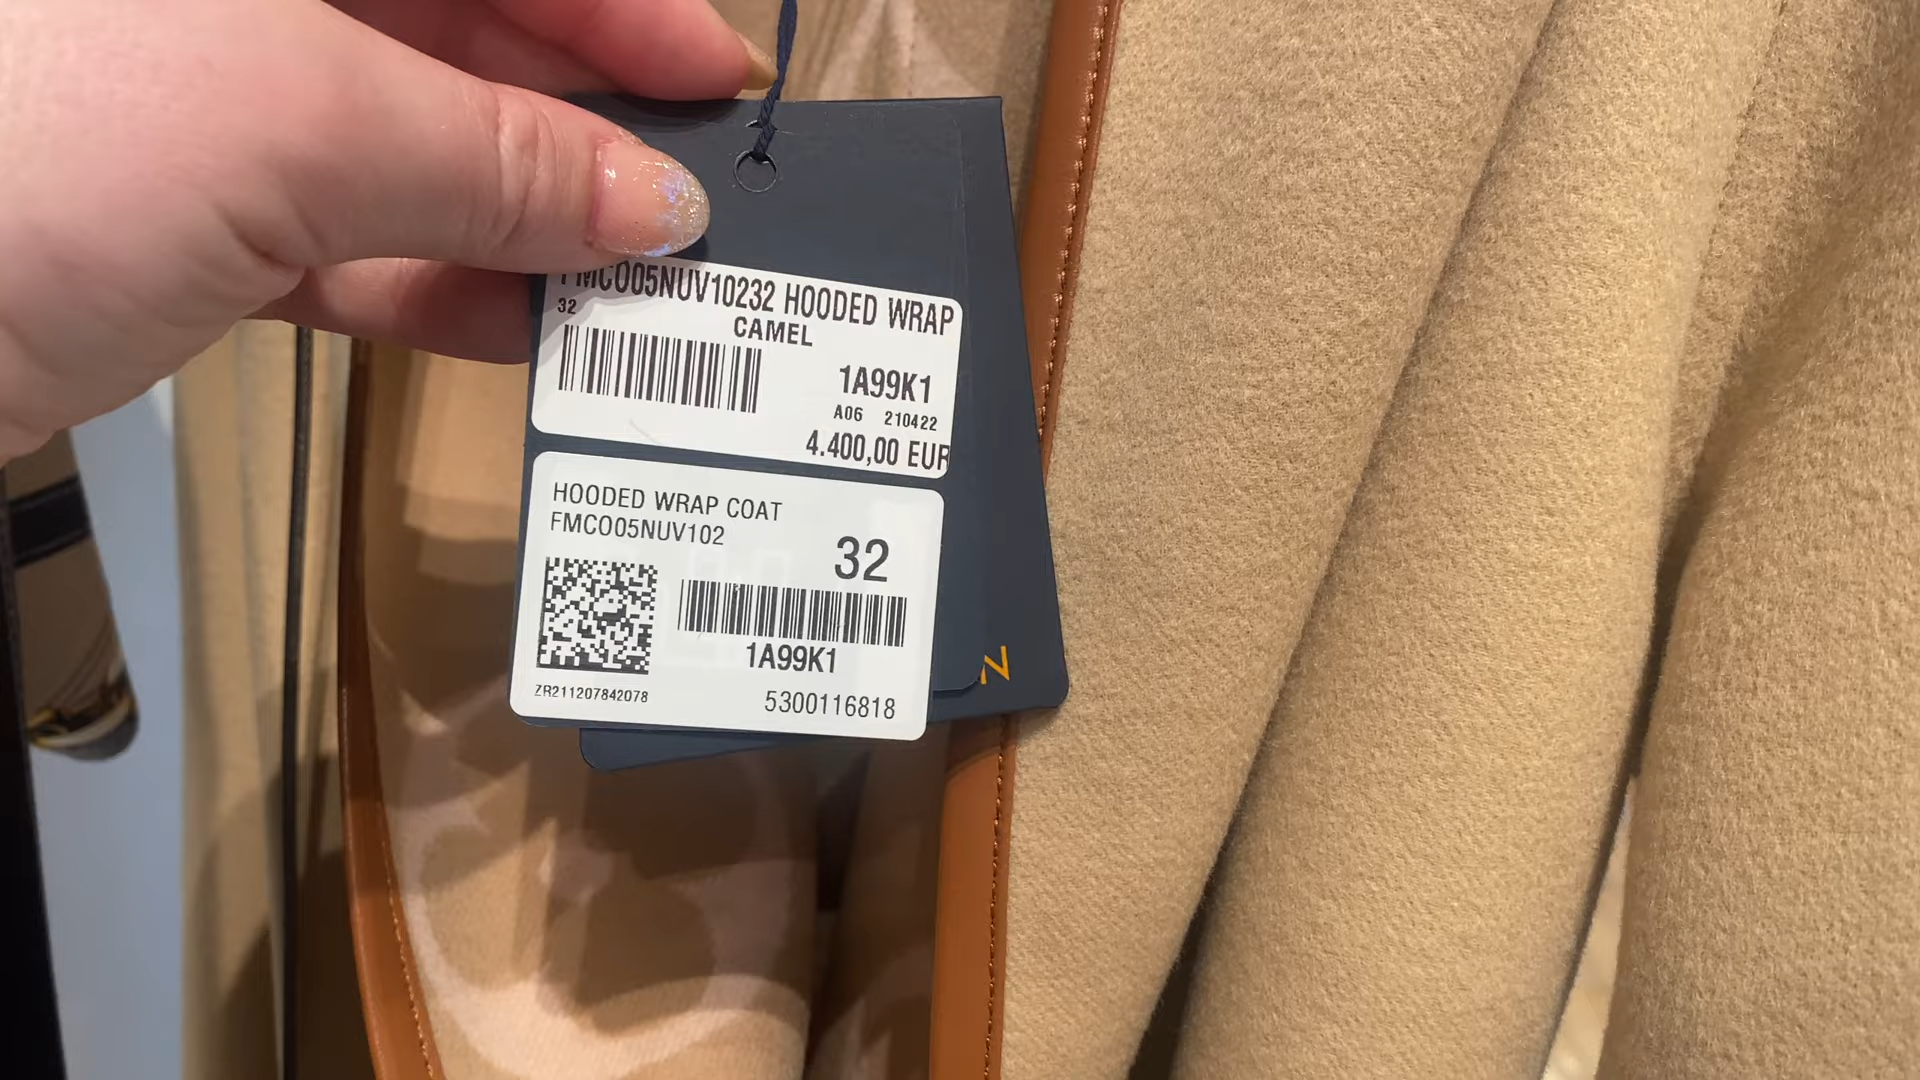 FMCO05NUV10232 HOODED WRAP
32
CAMEL
1A99K1
A06 210422
4.400,00 EUR
HOODED WRAP COAT
FMCO05NUV102
32
1A99K1
ZR211207842078
5300116818
N